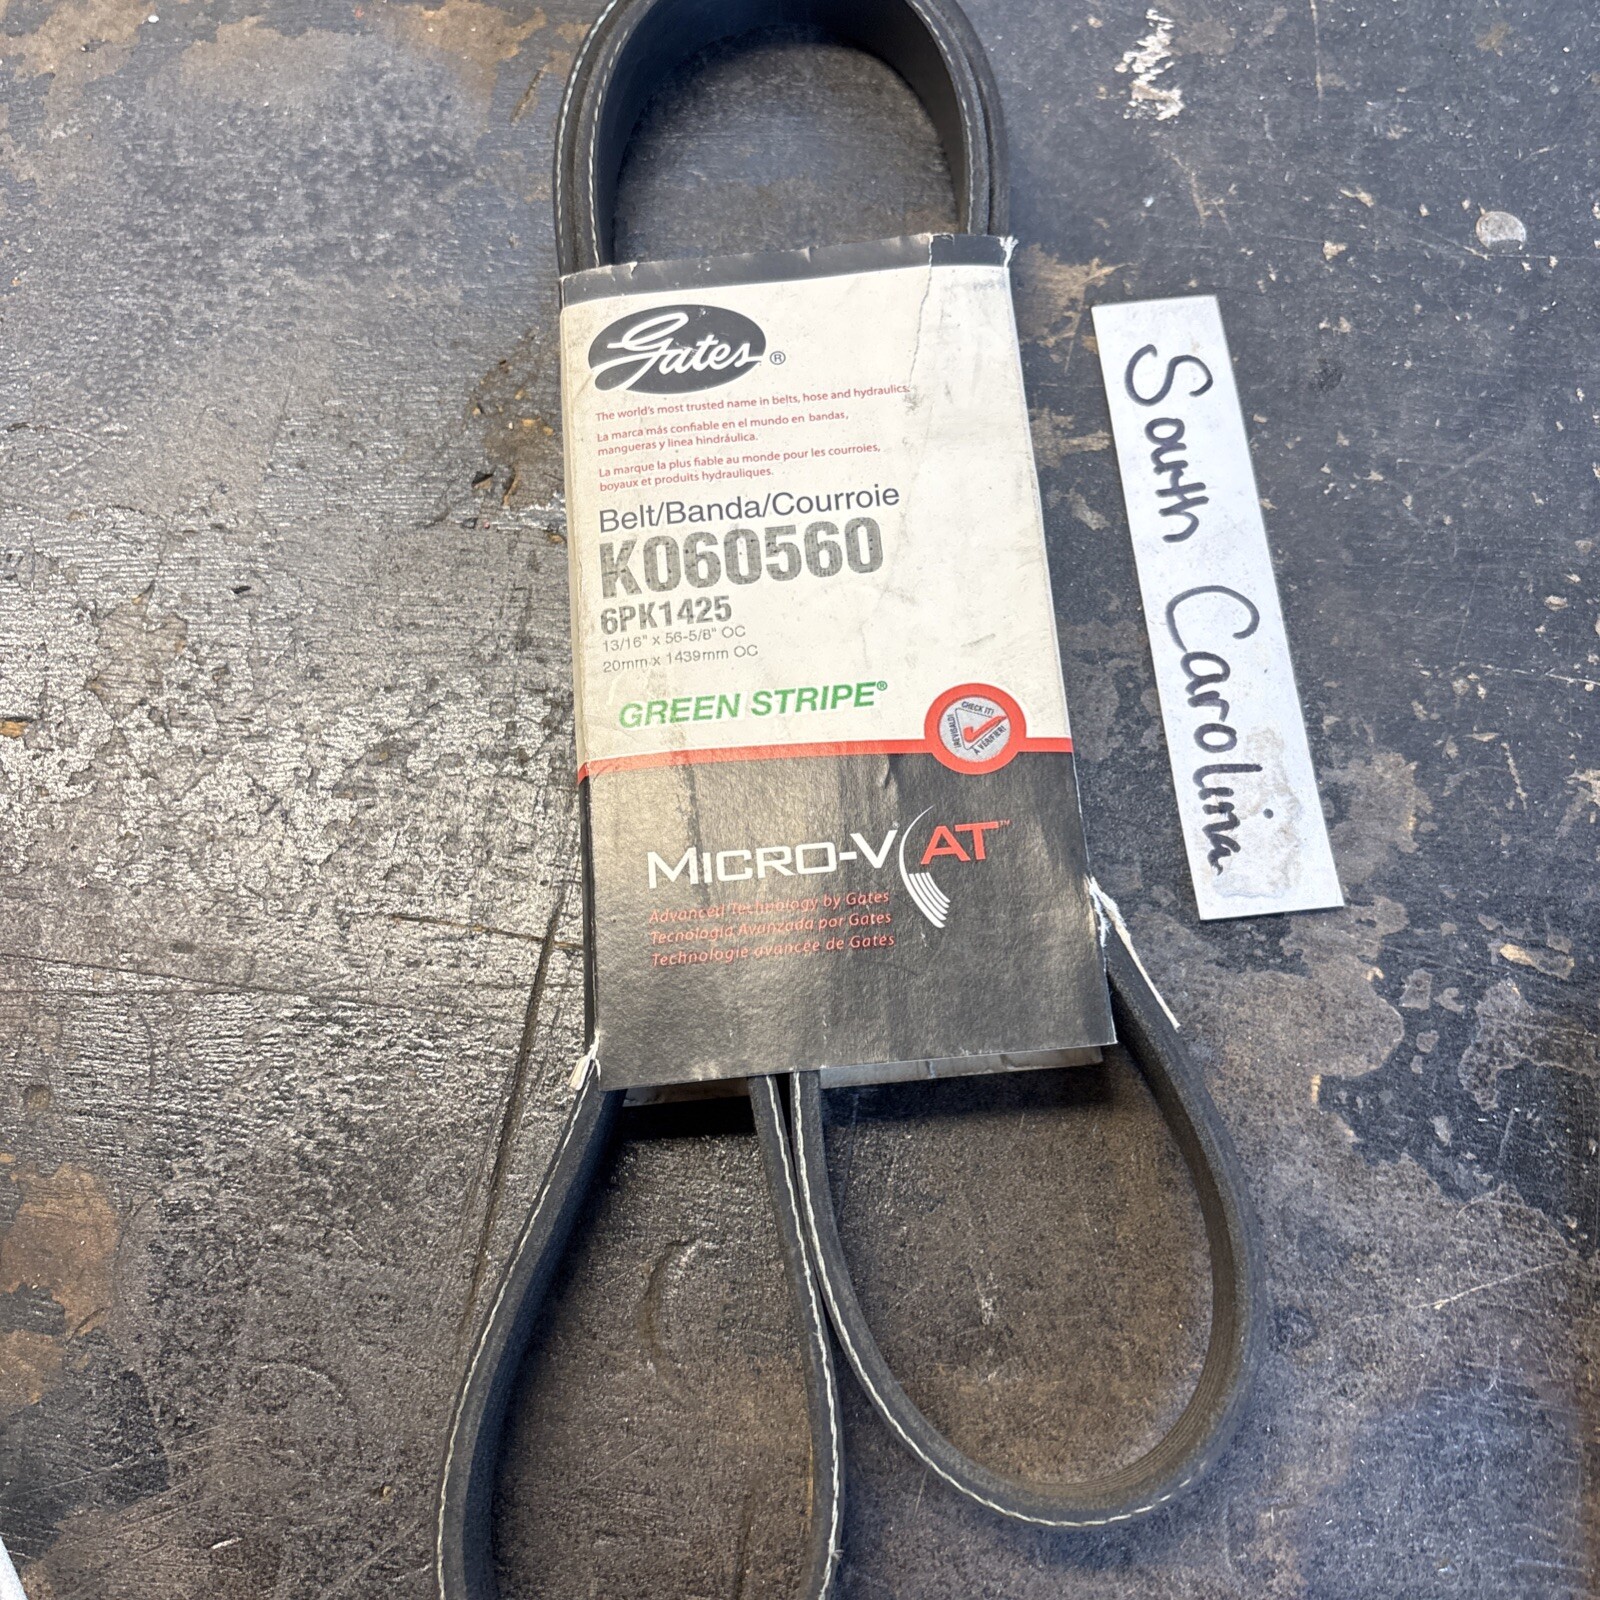 Gates®
The world's most trusted name in belts, hose and hydraulics.
La marca más confiable en el mundo en bandas,
mangueras y linea hindráulica.
La marque la plus fiable au monde pour les courroies,
boyaux et produits hydrauliques.
Belt/Banda/Courroie
K060560
6PK1425
13/16" x 56-5/8" OC
20mm x 1439mm OC
GREEN STRIPE®
CHECK IT!
À VÉRIFIER!
MICRO-V AT™
Advanced Technology by Gates
Tecnología Avanzada por Gates
Technologie avancée de Gates
South Carolina